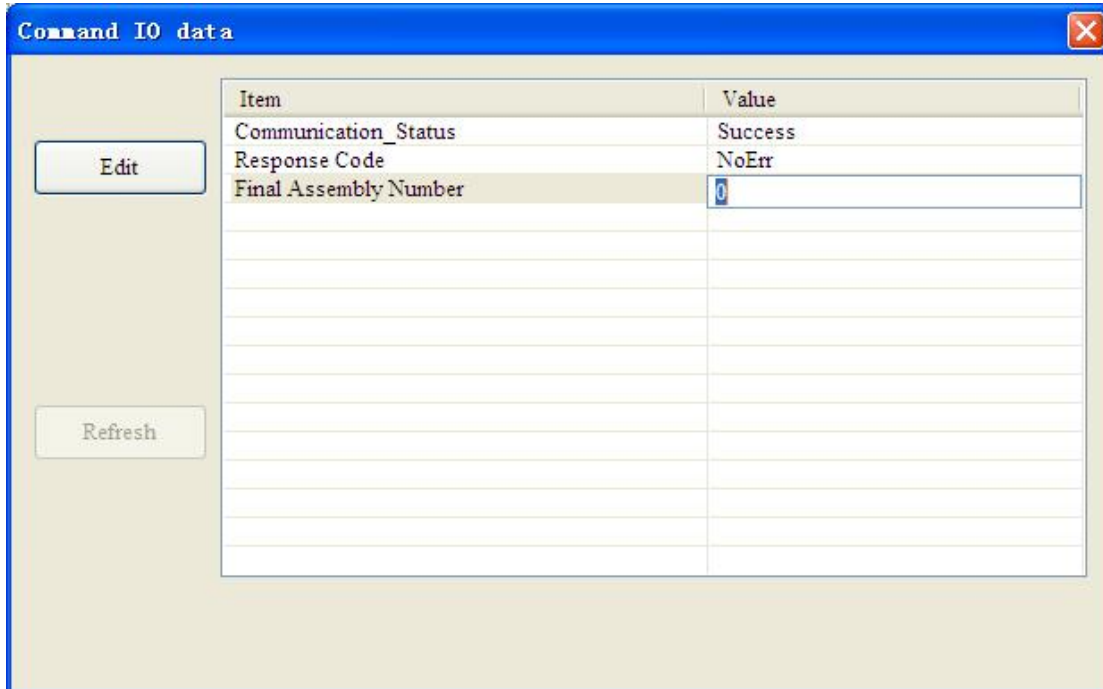 Command IO data
Item Value
Communication_Status Success
Edit Response Code NoErr
Final Assembly Number 0
Refresh